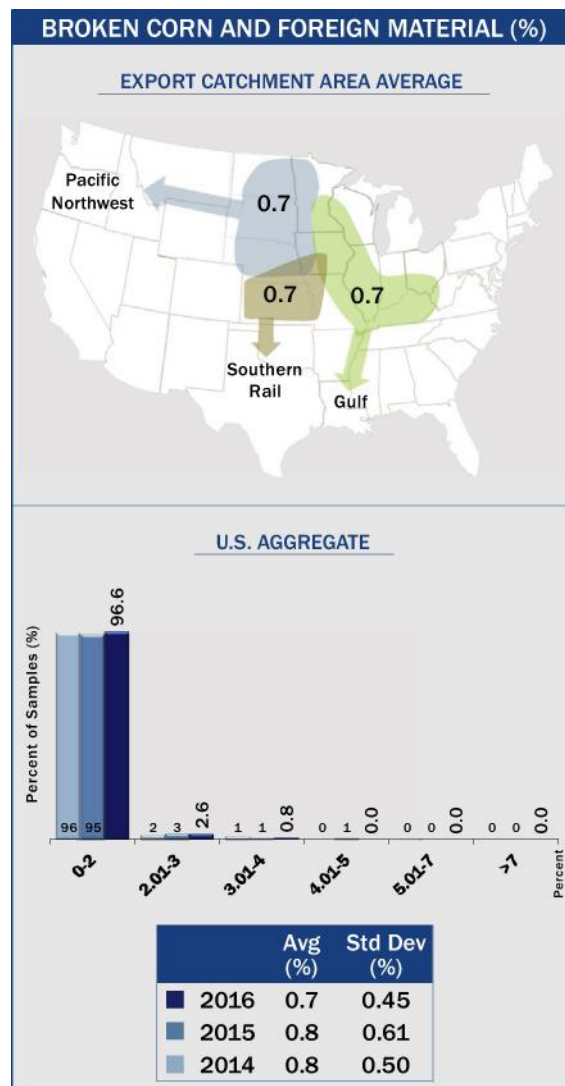 BROKEN CORN AND FOREIGN MATERIAL (%)
EXPORT CATCHMENT AREA AVERAGE
Pacific
Northwest
0.7
0.7
0.7
Southern
Rail
Gulf
U.S. AGGREGATE
Percent of Samples (%)
96 95 96.6
2 3 2.6
1 1 0.8
0 1 0.0
0 0 0.0
0 0 0.0
0-2 2.01-3 3.01-4 4.01-5 5.01-7 >7
Percent
Avg Std Dev
(%) (%)
2016 0.7 0.45
2015 0.8 0.61
2014 0.8 0.50